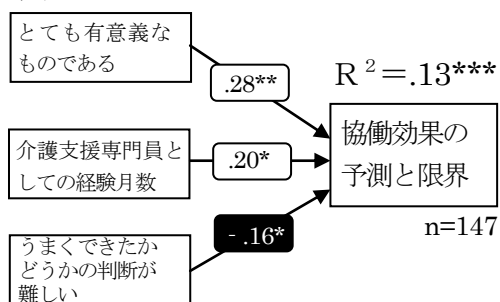 とても有意義な
ものである
.28**
R²=.13***
協働効果の
予測と限界
介護支援専門員と
しての経験月数
.20*
n=147
-.16*
うまくできたか
どうかの判断が
難しい